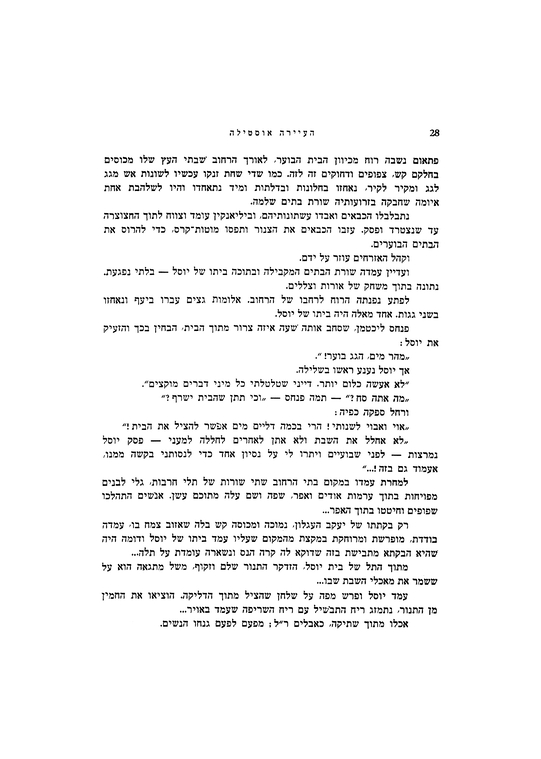 28
העיירה אוסטילה
פתאום נשבה רוח מכיוון הבית הבוער, לאורך הרחוב שבתי העץ שלו מכוסים
בחלקם קש, צפופים ודחוקים זה לזה. כמו שדי שחת זנקו עכשיו לשונות אש מגג
לגג ומקיר לקיר, נאחזו בחלונות ובדלתות ומיד נתאחדו והיו לשלהבת אחת
איומה שחבקה בזרועותיה שורת בתים שלמה.
נתבלבלו הכבאים ואבדו עשתונותיהם, וביליאנקין עומד וצווח לתוך החצוצרה
עד שנצטרד ופסק. עזבו הכבאים את הצנור ותפסו מוטות־קרס, כדי להרוס את
הבתים הבוערים.
וקהל האזרחים עוזר על ידם.
ועדיין עמדה שורת הבתים המקבילה ובתוכה ביתו של יוסל — בלתי נפגעת,
נתונה בתוך משחק של אורות וצללים.
לפתע נפנתה הרוח לרחבו של הרחוב. אלומות גצים עברו ביעף ונאחזו
בשני גגות. אחד מאלה היה ביתו של יוסל.
פנחס ליכטמן, שסחב אותה שעה איזה צרור מתוך הבית, הבחין בכך והזעיק
את יוסל:
„מהר מים, הגג בוער! ".
אך יוסל נענע ראשו בשלילה.
"לא אעשה כלום יותר. דייני שטלטלתי כל מיני דברים מוקצים".
„מה אתה סח?" — תמה פנחס — „וכי תתן שהבית ישרף?"
ורחל ספקה כפיה:
„אוי ואבוי לשנותי! הרי בכמה דליים מים אפשר להציל את הבית!"
„לא אחלל את השבת ולא אתן לאחרים לחללה למעני — פסק יוסל
נמרצות — לפני שבועיים ויתרו לי על נסיון אחד כדי לנסותני בקשה ממנו,
אעמוד גם בזה!..."
למחרת עמדו במקום בתי הרחוב שתי שורות של תלי חרבות, גלי לבנים
מפויחות בתוך ערמות אודים ואפר, שפה ושם עלה מתוכם עשן. אנשים התהלכו
שפופים וחיטטו בתוך האפר...
רק בקתתו של יעקב העגלון, נמוכה ומכוסה קש בלה שאזוב צמח בו, עמדה
בודדת, מופרשת ומרוחקת במקצת מהמקום שעליו עמד ביתו של יוסל ודומה היה
שהיא הבקתא מתביישת בזה שדוקא לה קרה הנס ונשארה עומדת על תלה...
מתוך התל של בית יוסל, הזדקר התנור שלם וזקוף, משל מתגאה הוא על
ששמר את מאכלי השבת שבו...
עמד יוסל ופרש מפה על שלחן שהציל מתוך הדליקה. הוציאו את החמין
מן התנור, נתמזג ריח התבשיל עם ריח השריפה שעמד באויר...
אכלו מתוך שתיקה, כאבלים ר"ל; מפעם לפעם גנחו הנשים.